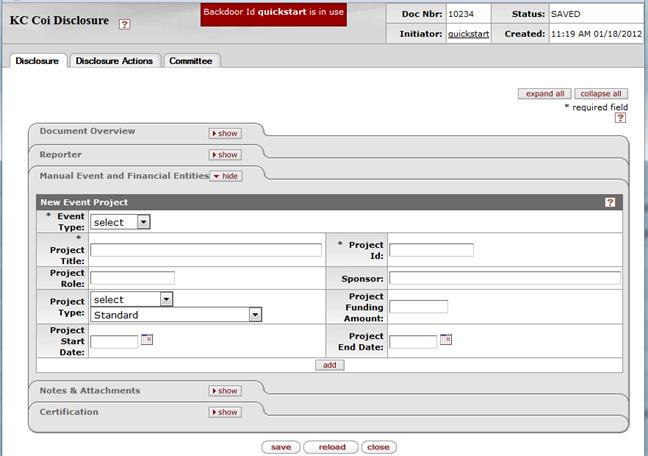 KC Coi Disclosure ?
Backdoor Id quickstart is in use
Doc Nbr: 10234 Status: SAVED
Initiator: quickstart Created: 11:19 AM 01/18/2012
Disclosure Disclosure Actions Committee
expand all collapse all
* required field
?
Document Overview show
Reporter show
Manual Event and Financial Entities hide
New Event Project ?
* Event
Type: select
*
Project
Title:
* Project
Id:
Project
Role:
Sponsor:
Project
Type: select
Standard
Project
Funding
Amount:
Project
Start
Date:
Project
End Date:
add
Notes & Attachments show
Certification show
save reload close